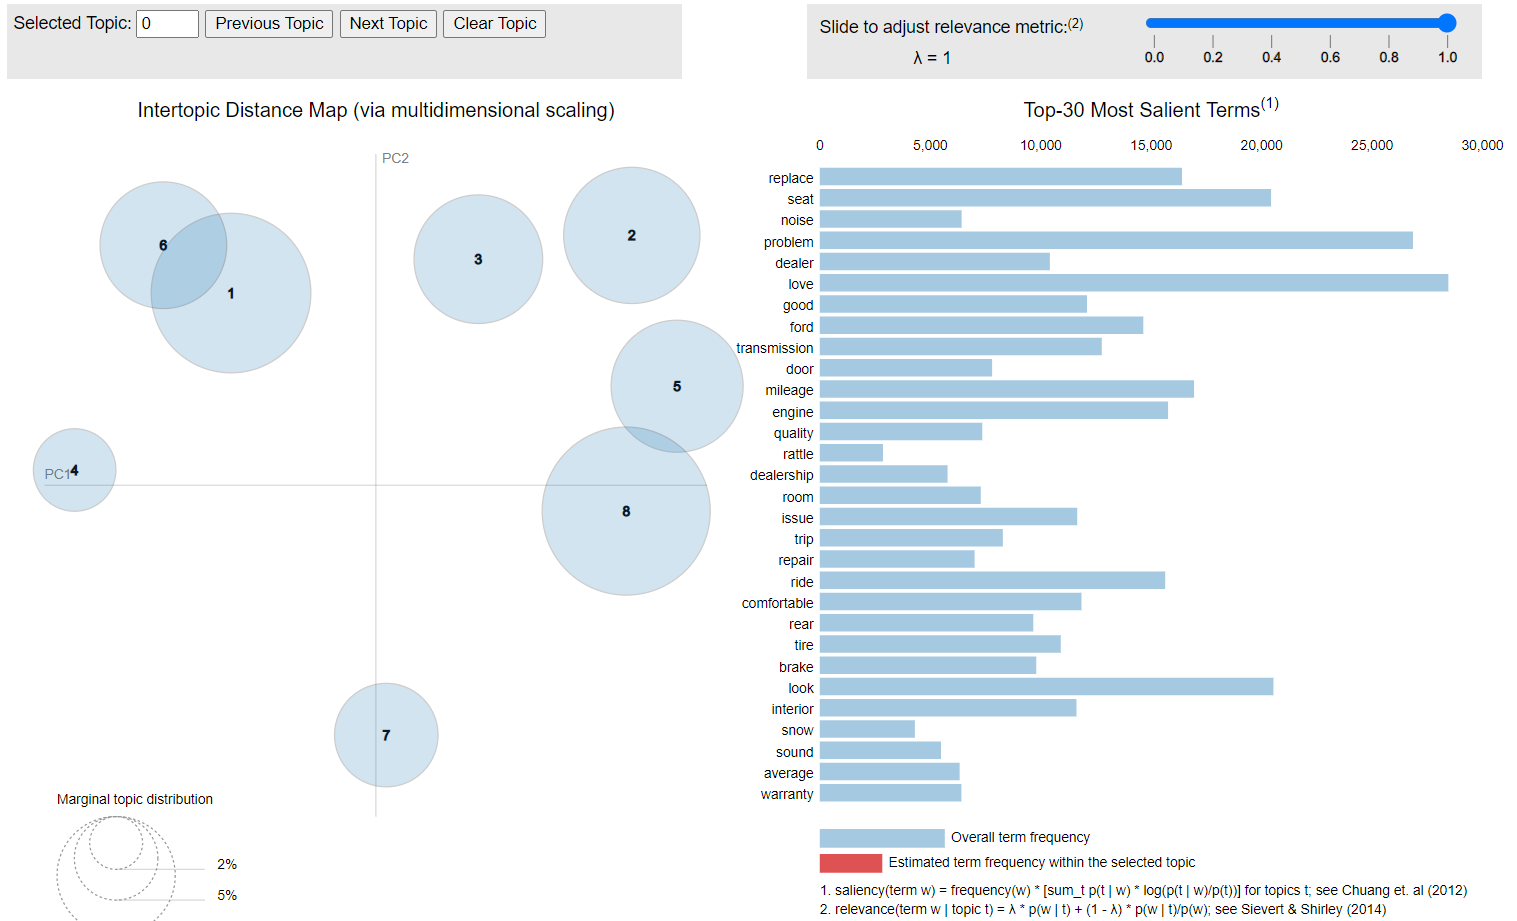 Selected Topic: 0 Previous Topic Next Topic Clear Topic
Slide to adjust relevance metric:(2)
λ = 1
0.0 0.2 0.4 0.6 0.8 1.0
Intertopic Distance Map (via multidimensional scaling)
PC2
PC1
6
1
3
2
5
4
8
7
Marginal topic distribution
2%
5%
Top-30 Most Salient Terms(1)
0 5,000 10,000 15,000 20,000 25,000 30,000
replace
seat
noise
problem
dealer
love
good
ford
transmission
door
mileage
engine
quality
rattle
dealership
room
issue
trip
repair
ride
comfortable
rear
tire
brake
look
interior
snow
sound
average
warranty
Overall term frequency
Estimated term frequency within the selected topic
1. saliency(term w) = frequency(w) * [sum_t p(t | w) * log(p(t | w)/p(t))] for topics t; see Chuang et. al (2012)
2. relevance(term w | topic t) = λ * p(w | t) + (1 - λ) * p(w | t)/p(w); see Sievert & Shirley (2014)